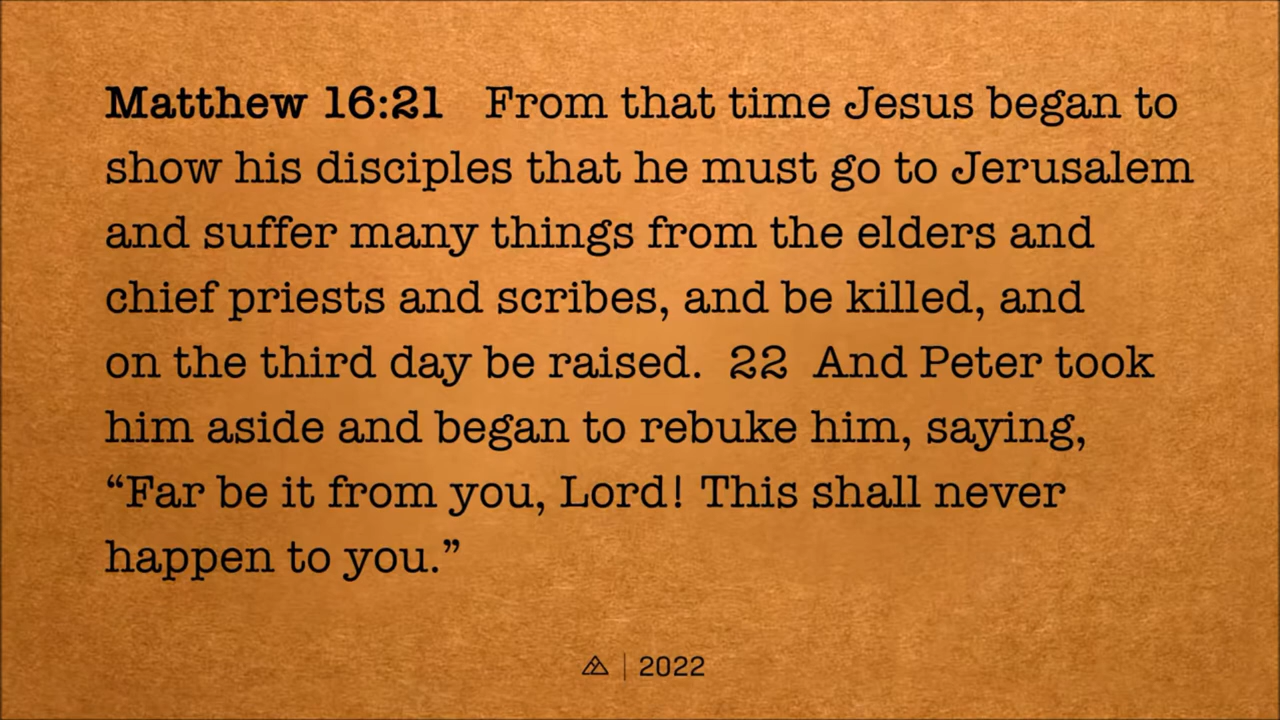 Matthew 16:21 From that time Jesus began to
show his disciples that he must go to Jerusalem
and suffer many things from the elders and
chief priests and scribes, and be killed, and
on the third day be raised. 22 And Peter took
him aside and began to rebuke him, saying,
“Far be it from you, Lord! This shall never
happen to you.”
| 2022